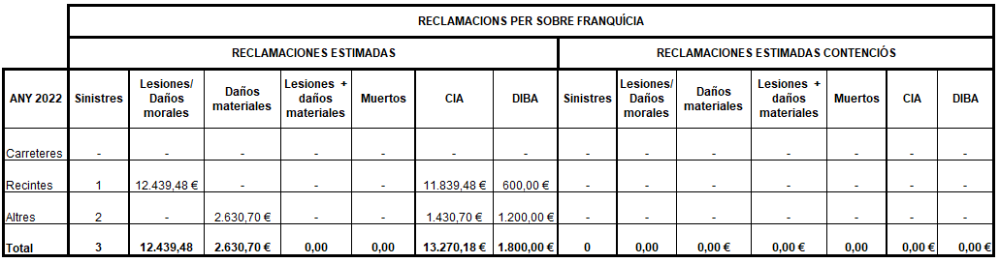 RECLAMACIONS PER SOBRE FRANQUÍCIA
RECLAMACIONES ESTIMADAS RECLAMACIONES ESTIMADAS CONTENCIÓS
ANY 2022 Sinistres Lesiones/ Daños morales Daños materiales Lesiones + daños materiales Muertos CIA DIBA Sinistres Lesiones/ Daños morales Daños materiales Lesiones + daños materiales Muertos CIA DIBA
Carreteres - - - - - - - - - - - - - -
Recintes 1 12.439,48 € - - - 11.839,48 € 600,00 € - - - - - - -
Altres 2 - 2.630,70 € - - 1.430,70 € 1.200,00 € - - - - - - -
Total 3 12.439,48 2.630,70 € 0,00 0,00 13.270,18 € 1.800,00 € 0 0,00 0,00 € 0,00 € 0,00 0,00 € 0,00 €